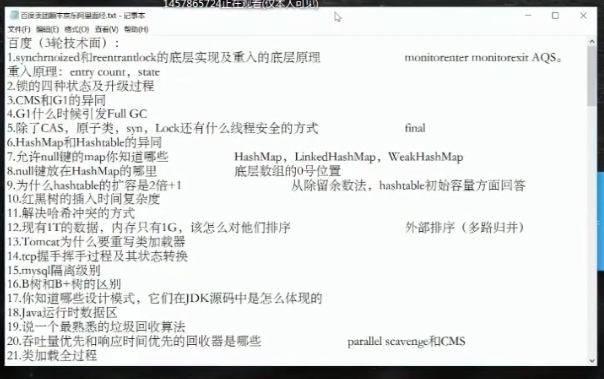 1457865724正在观看(仅本人可见)
百度美团顺丰京东阿里面经.txt - 记事本
文件(F) 编辑(E) 格式(O) 查看(V) 帮助(H)
百度（3轮技术面）：
1.synchrnoized和reentrantlock的底层实现及重入的底层原理 monitorenter monitorexit AQS。
重入原理：entry count，state
2.锁的四种状态及升级过程
3.CMS和G1的异同
4.G1什么时候引发Full GC
5.除了CAS，原子类，syn，Lock还有什么线程安全的方式 final
6.HashMap和Hashtable的异同
7.允许null键的map你知道哪些 HashMap，LinkedHashMap，WeakHashMap
8.null键放在HashMap的哪里 底层数组的0号位置
9.为什么hashtable的扩容是2倍+1 从除留余数法，hashtable初始容量方面回答
10.红黑树的插入时间复杂度
11.解决哈希冲突的方式
12.现有1T的数据，内存只有1G，该怎么对他们排序 外部排序（多路归并）
13.Tomcat为什么要重写类加载器
14.tcp握手挥手过程及其状态转换
15.mysql隔离级别
16.B树和B+树的区别
17.你知道哪些设计模式，它们在JDK源码中是怎么体现的
18.Java运行时数据区
19.说一个最熟悉的垃圾回收算法
20.吞吐量优先和响应时间优先的回收器是哪些 parallel scavenge和CMS
21.类加载全过程